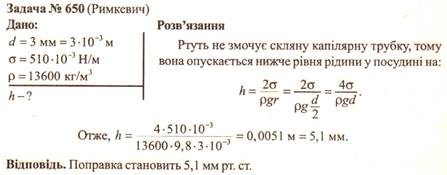 Задача № 650 (Римкевич)
Дано:
d = 3 мм = 3·10⁻³ м
σ = 510·10⁻³ Н/м
ρ = 13600 кг/м³
h – ?
Розв'язання
Ртуть не змочує скляну капілярну трубку, тому
вона опускається нижче рівня рідини у посудині на:
h = 2σ/ρgr = 2σ/(ρg d/2) = 4σ/ρgd .
Отже, h = 4·510·10⁻³/(13600·9,8·3·10⁻³) = 0,0051 м = 5,1 мм.
Відповідь. Поправка становить 5,1 мм рт. ст.